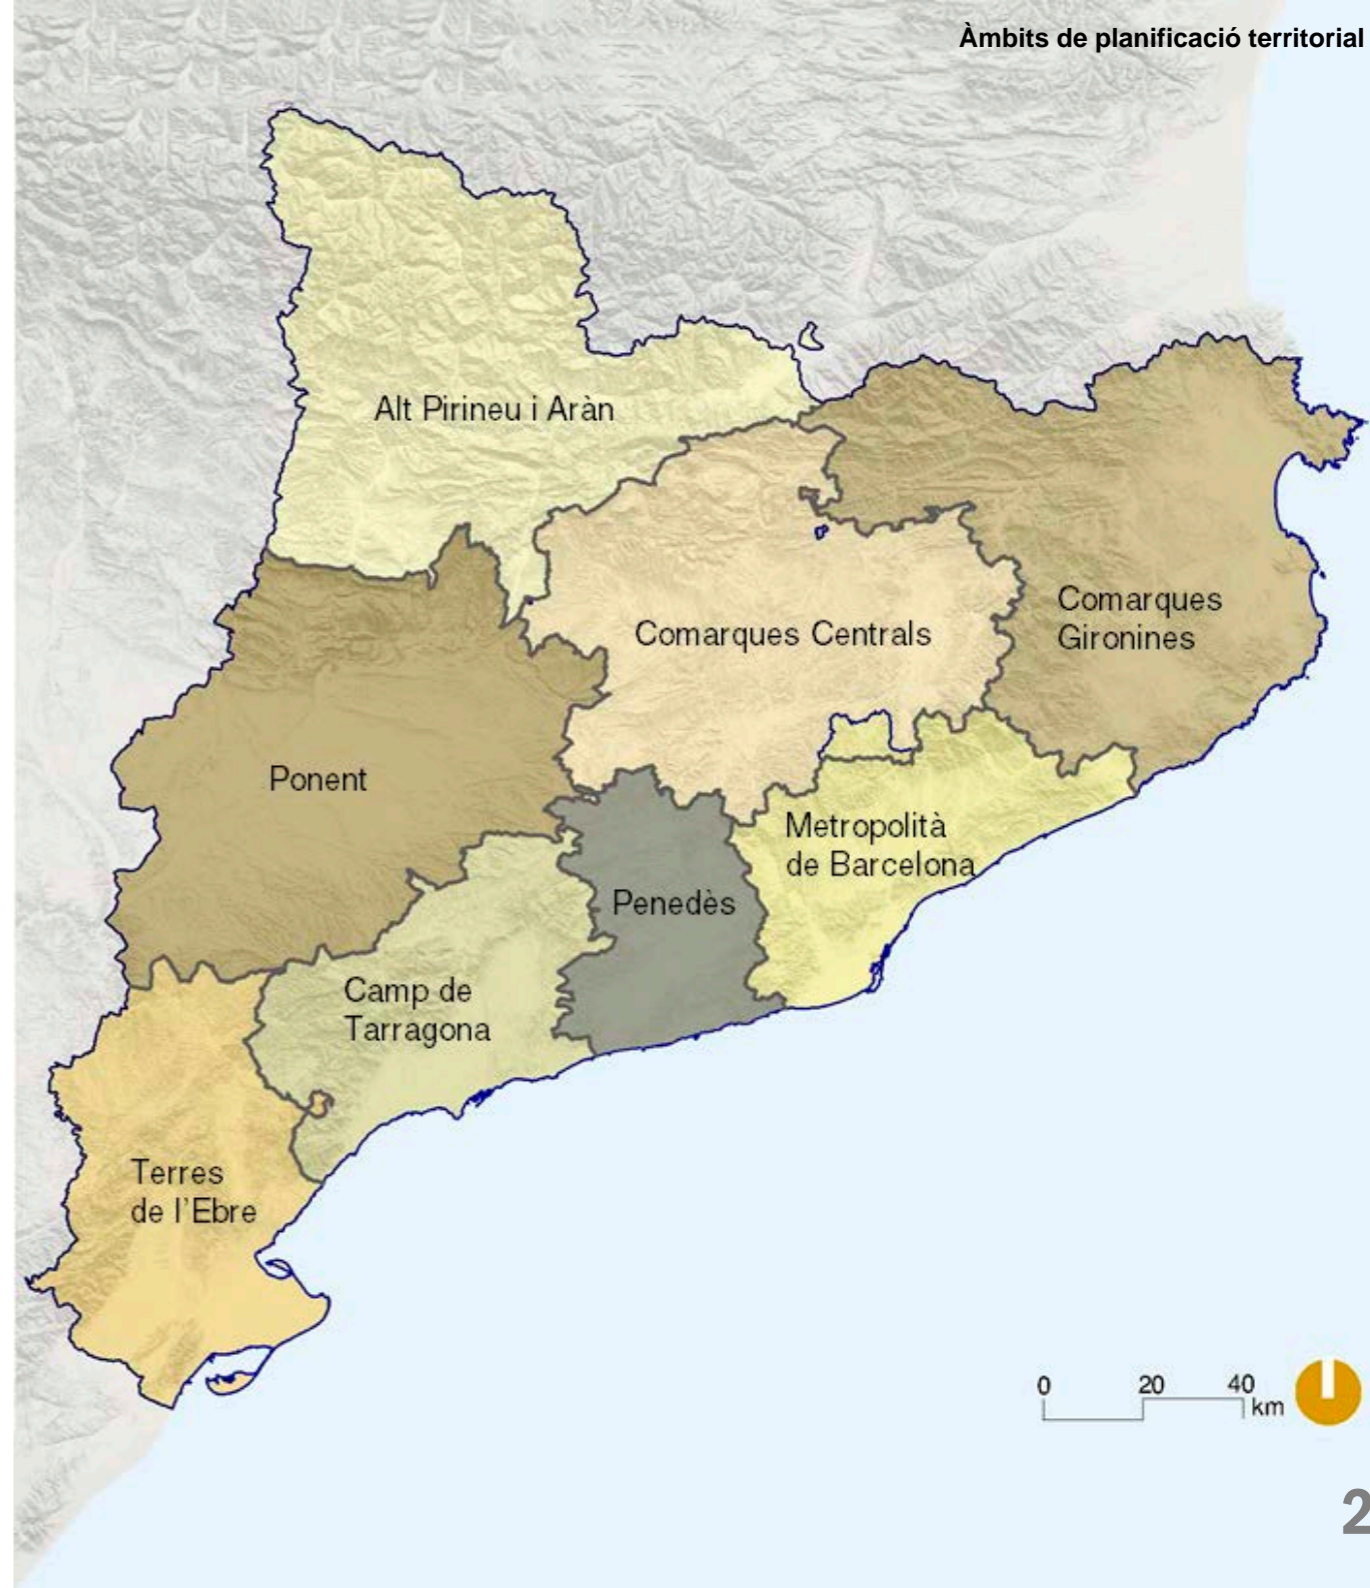 Àmbits de planificació territorial
Alt Pirineu i Aràn
Comarques
Gironines
Comarques Centrals
Ponent
Metropolità
de Barcelona
Penedès
Camp de
Tarragona
Terres
de l'Ebre
0 20 40
km
2